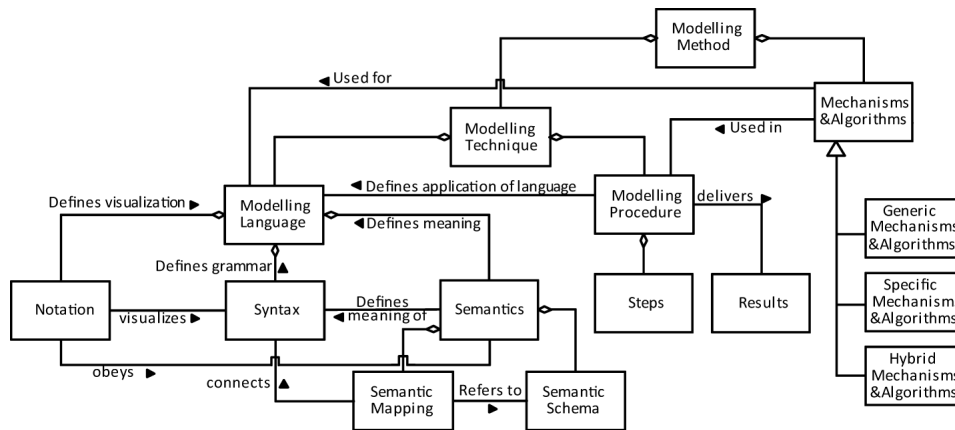 Modelling
Method
Used for
Mechanisms
&Algorithms
Modelling
Technique
Used in
Defines application of language
Modelling
Language
Modelling
Procedure
delivers
Defines visualization
Defines meaning
Generic
Mechanisms
&Algorithms
Defines grammar
Notation
visualizes
Syntax
Defines
meaning of
Semantics
Steps
Results
Specific
Mechanisms
&Algorithms
obeys
connects
Semantic
Mapping
Refers to
Semantic
Schema
Hybrid
Mechanisms
&Algorithms